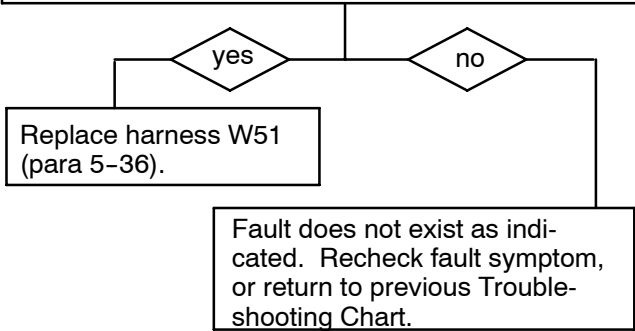 yes
no
Replace harness W51
(para 5-36).
Fault does not exist as indi-
cated. Recheck fault symptom,
or return to previous Trouble-
shooting Chart.